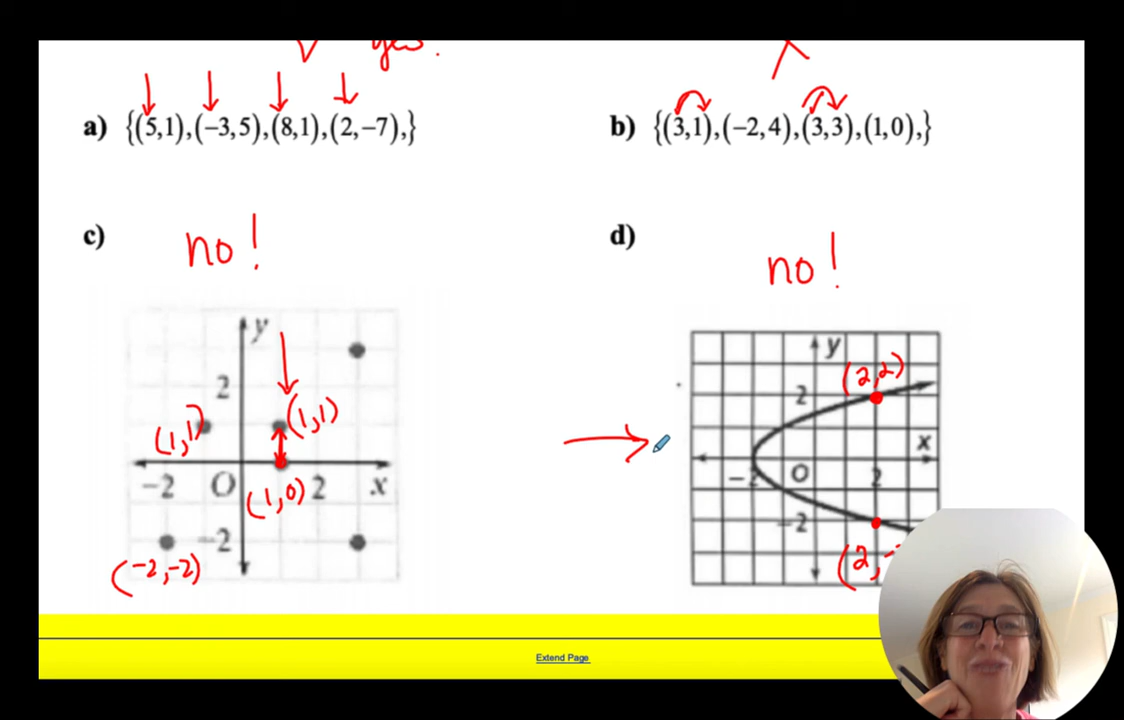 yes.
a) {(5,1),(−3,5),(8,1),(2,−7),}
b) {(3,1),(−2,4),(3,3),(1,0),}
c) no!
d) no!
y
2
(1,1)
(1,1)
−2 O (1,0) 2 x
−2
(-2,-2)
y
(2,2)
2
x
−2 O 2
−2
(2,-
Extend Page